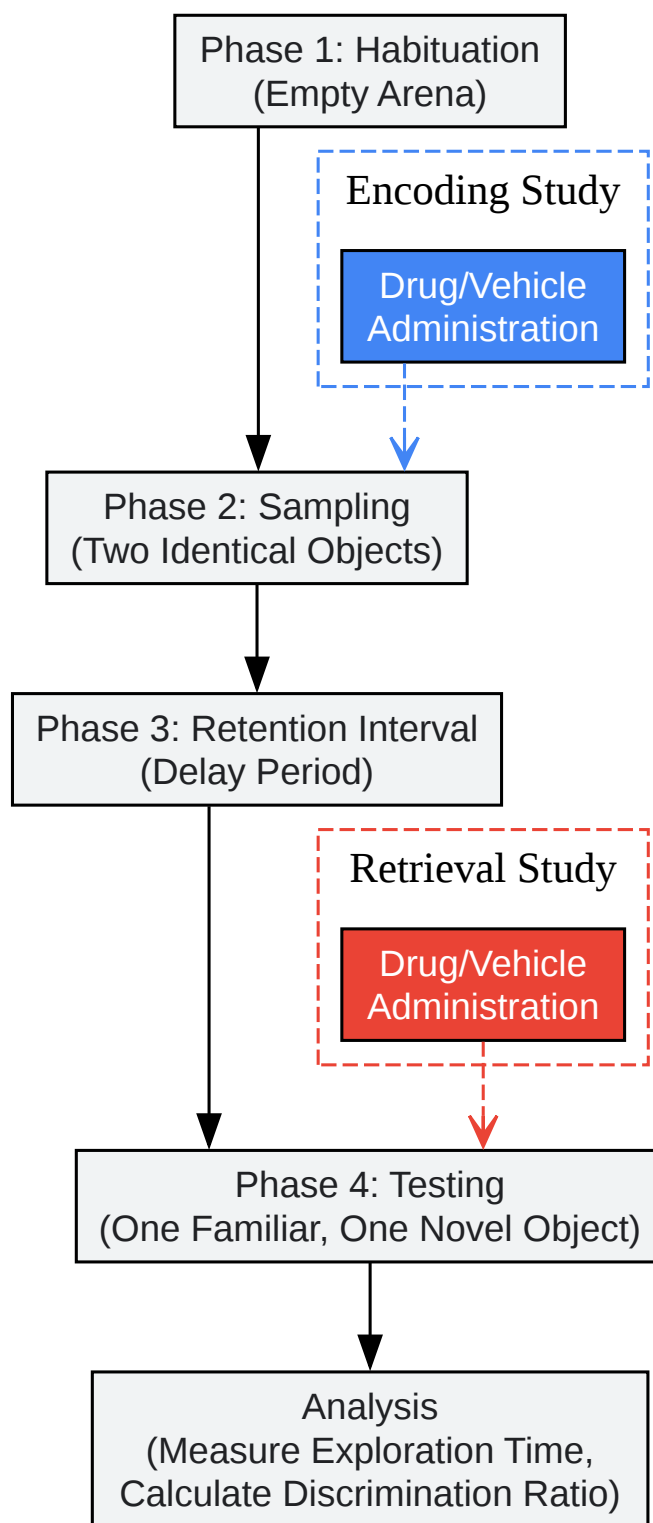 Phase 1: Habituation
(Empty Arena)
Encoding Study
Drug/Vehicle
Administration
Phase 2: Sampling
(Two Identical Objects)
Phase 3: Retention Interval
(Delay Period)
Retrieval Study
Drug/Vehicle
Administration
Phase 4: Testing
(One Familiar, One Novel Object)
Analysis
(Measure Exploration Time,
Calculate Discrimination Ratio)